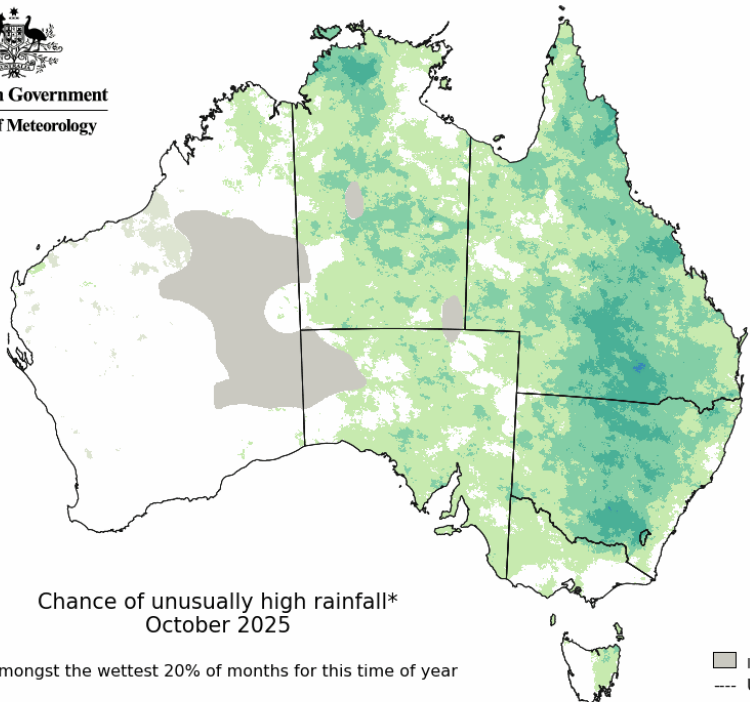 Government
Meteorology
Chance of unusually high rainfall*
October 2025
the wettest 20% of months for this time of year